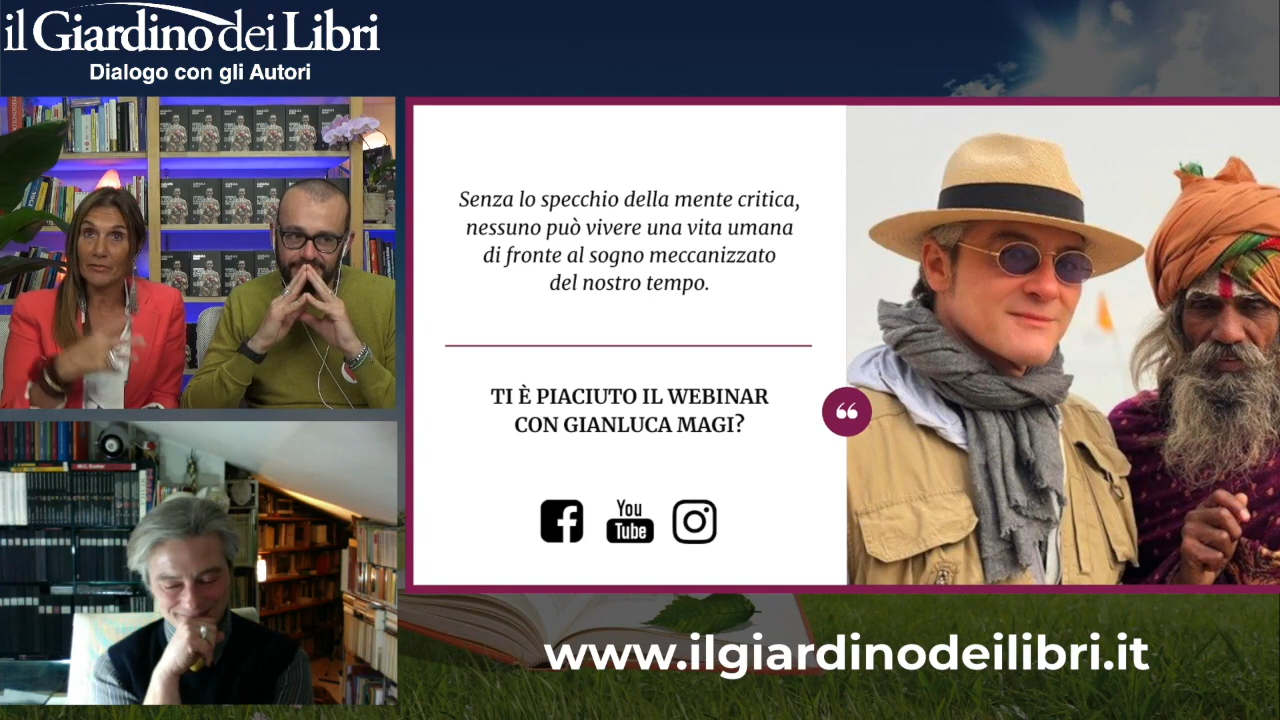 il Giardino dei Libri
Dialogo con gli Autori
Senza lo specchio della mente critica,
nessuno può vivere una vita umana
di fronte al sogno meccanizzato
del nostro tempo.
TI È PIACIUTO IL WEBINAR
CON GIANLUCA MAGI?
You
Tube
www.ilgiardinodeilibri.it